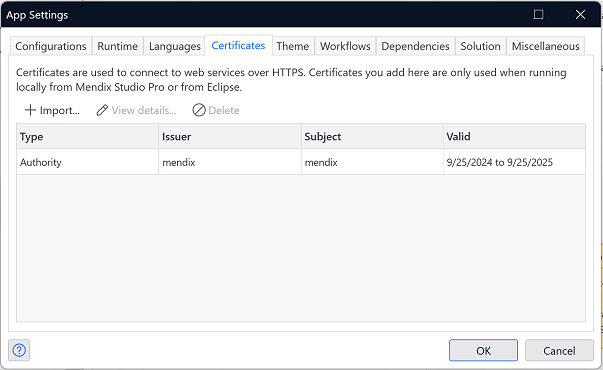 App Settings
Configurations Runtime Languages Certificates Theme Workflows Dependencies Solution Miscellaneous
Certificates are used to connect to web services over HTTPS. Certificates you add here are only used when running
locally from Mendix Studio Pro or from Eclipse.
Import... View details... Delete
Type Issuer Subject Valid
Authority mendix mendix 9/25/2024 to 9/25/2025
? OK Cancel